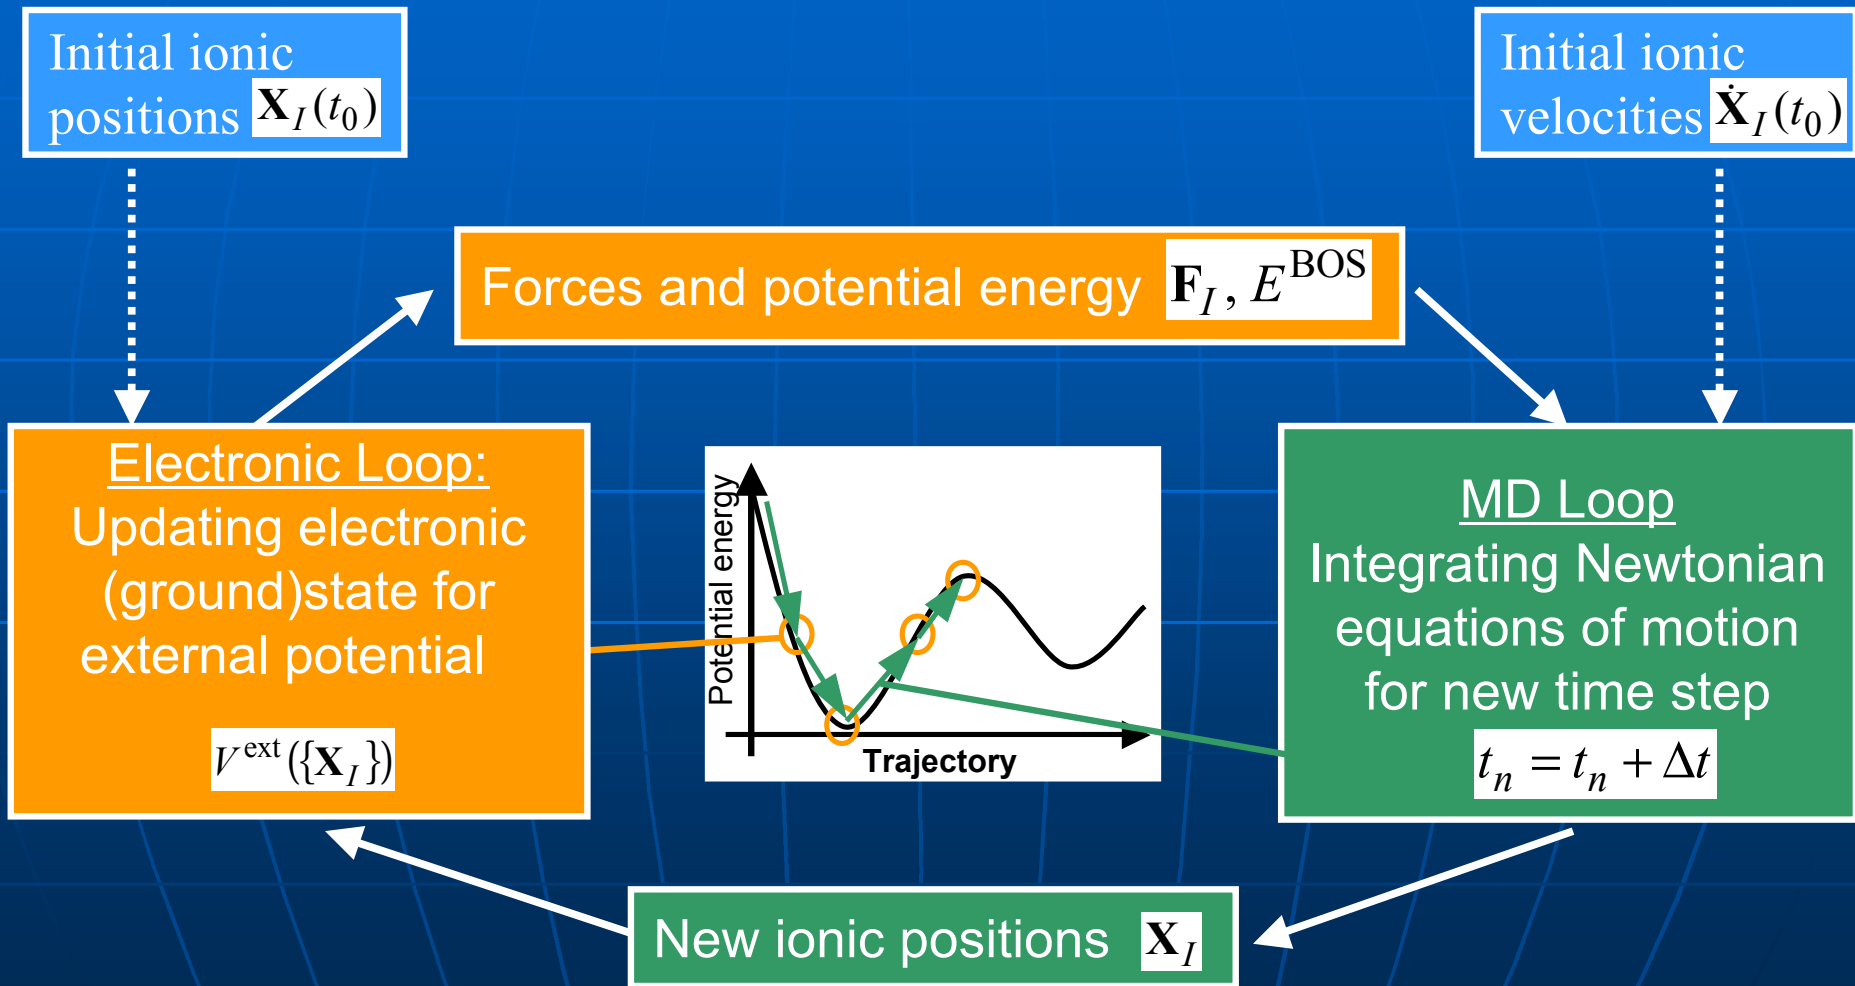 Initial ionic
positions X_I(t_0)
Initial ionic
velocities Ẋ_I(t_0)
Forces and potential energy F_I, E^BOS
Electronic Loop:
Updating electronic
(ground)state for
external potential
V^ext({X_I})
Potential energy
Trajectory
MD Loop
Integrating Newtonian
equations of motion
for new time step
t_n = t_n + Δt
New ionic positions X_I